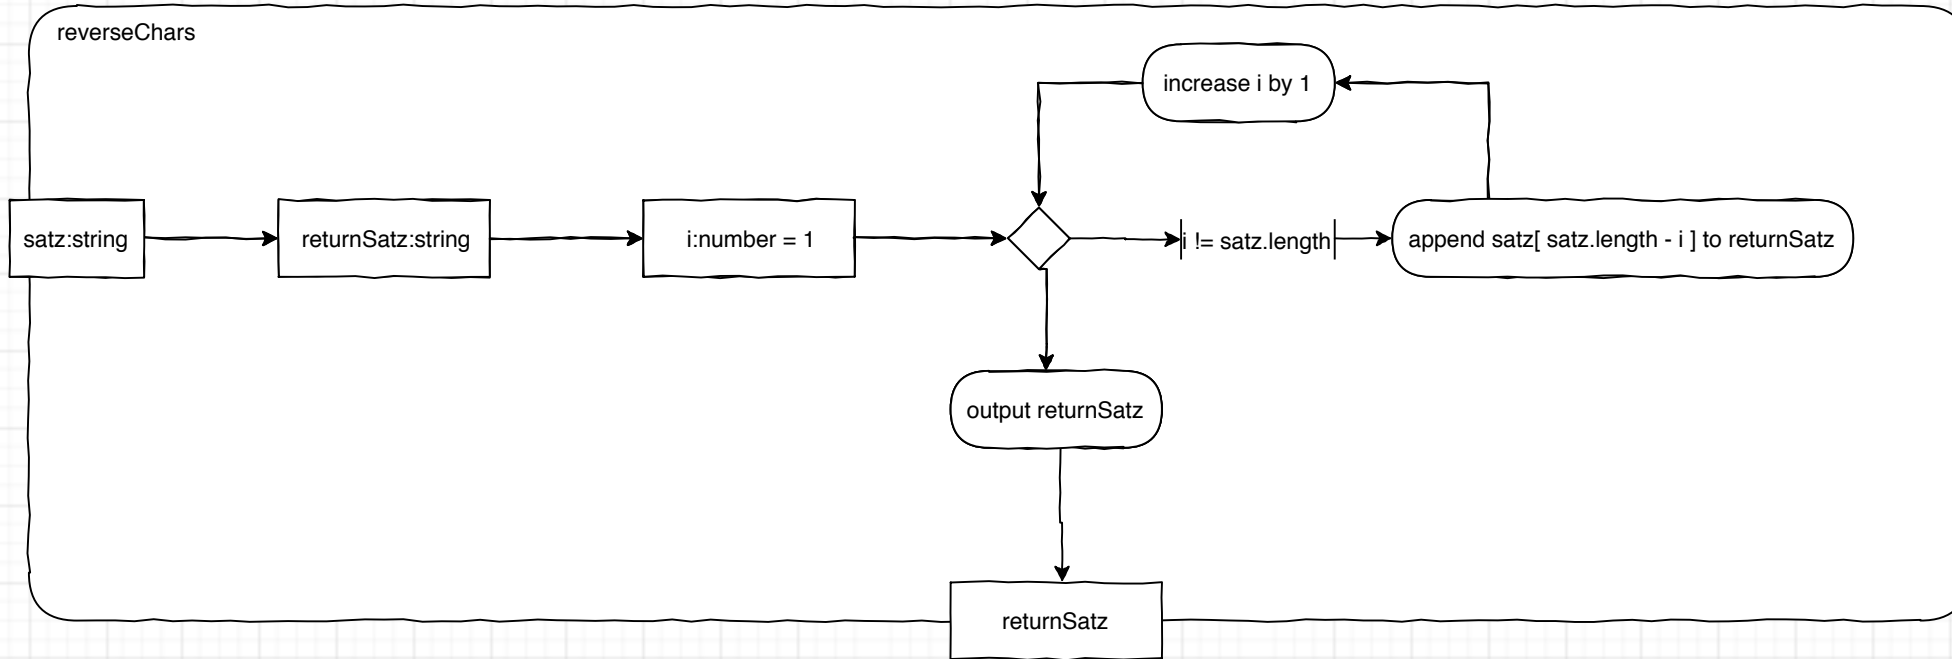 reverseChars
increase i by 1
satz:string
returnSatz:string
i:number = 1
i != satz.length
append satz[ satz.length - i ] to returnSatz
output returnSatz
returnSatz